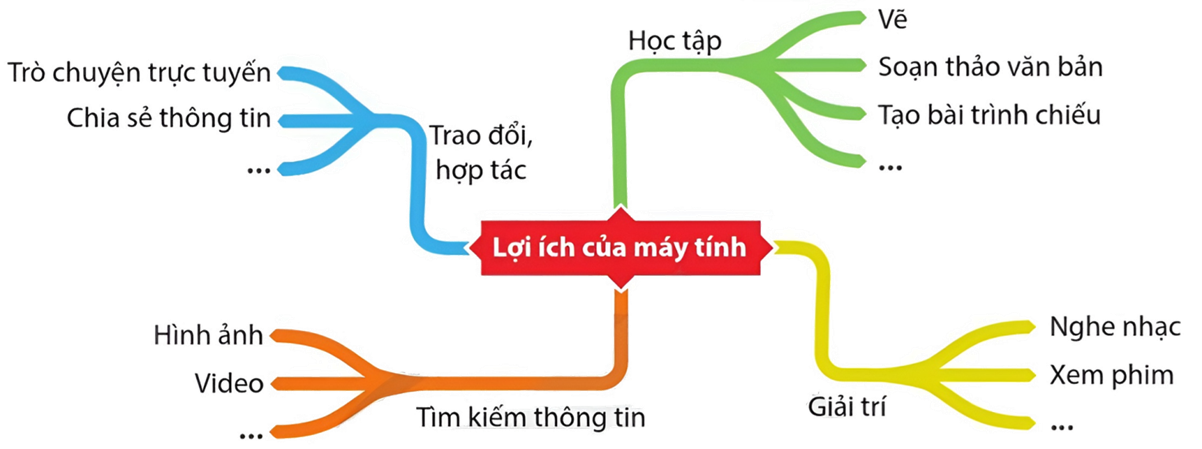 Lợi ích của máy tính
Học tập
Vẽ
Soạn thảo văn bản
Tạo bài trình chiếu
...
Trao đổi,
hợp tác
Trò chuyện trực tuyến
Chia sẻ thông tin
...
Tìm kiếm thông tin
Hình ảnh
Video
...
Giải trí
Nghe nhạc
Xem phim
...